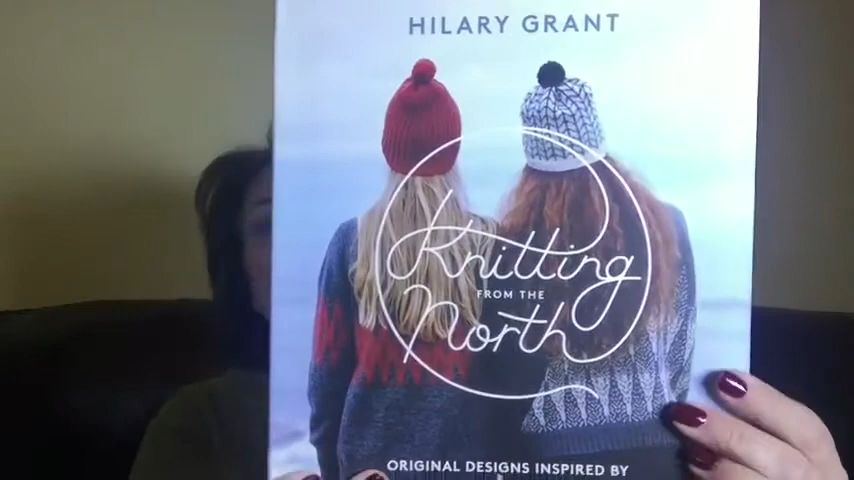 HILARY GRANT
Knitting
FROM THE
North
ORIGINAL DESIGNS INSPIRED BY